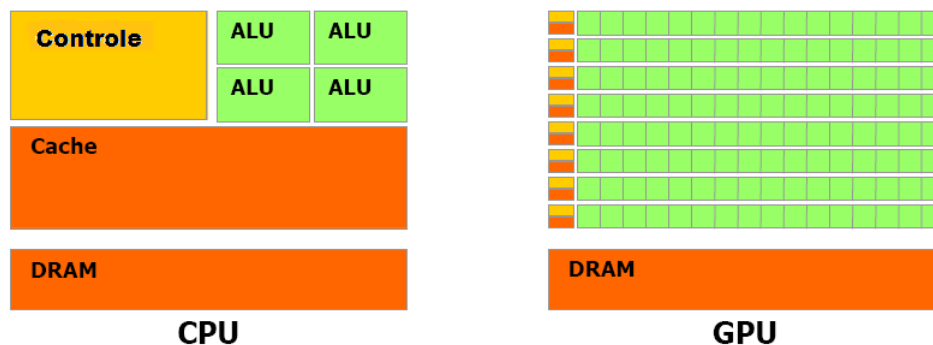 Controle
ALU ALU
ALU ALU
Cache
DRAM
CPU
DRAM
GPU